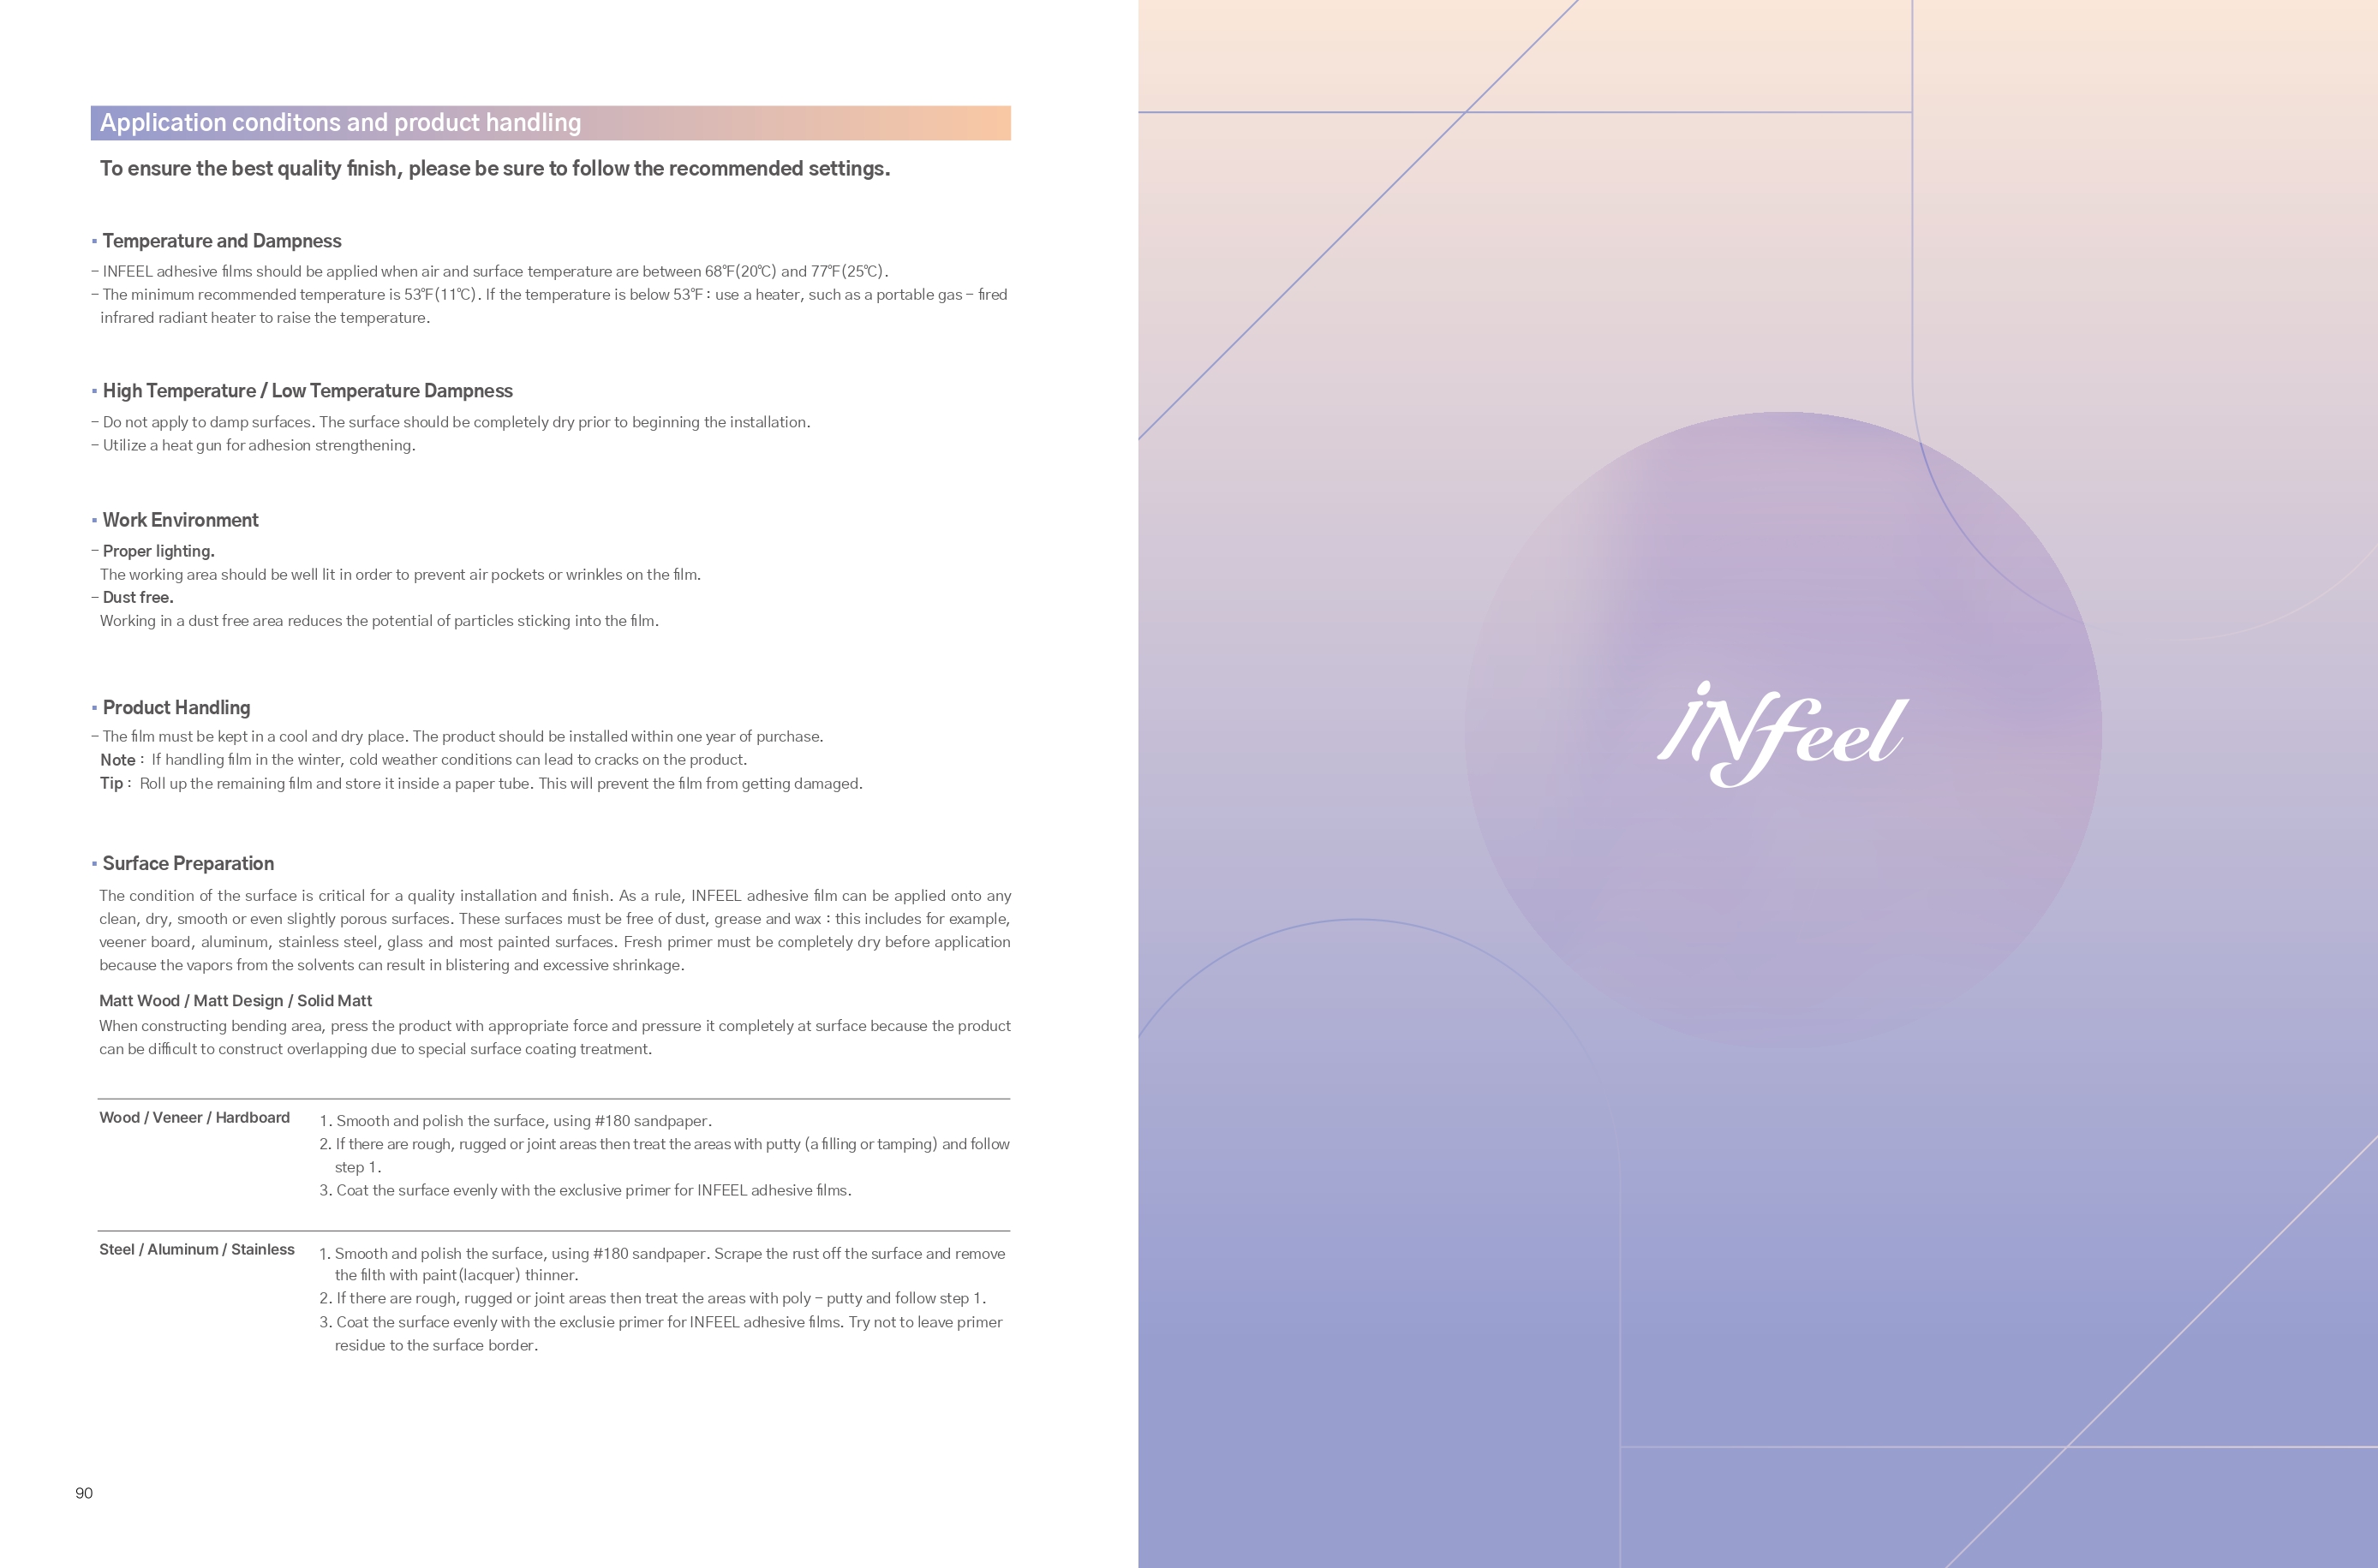 Application conditons and product handling
To ensure the best quality finish, please be sure to follow the recommended settings.
▪ Temperature and Dampness
– INFEEL adhesive films should be applied when air and surface temperature are between 68℉(20℃) and 77℉(25℃).
– The minimum recommended temperature is 53℉(11℃). If the temperature is below 53℉ : use a heater, such as a portable gas – fired
infrared radiant heater to raise the temperature.
▪ High Temperature / Low Temperature Dampness
– Do not apply to damp surfaces. The surface should be completely dry prior to beginning the installation.
– Utilize a heat gun for adhesion strengthening.
▪ Work Environment
– Proper lighting.
The working area should be well lit in order to prevent air pockets or wrinkles on the film.
– Dust free.
Working in a dust free area reduces the potential of particles sticking into the film.
▪ Product Handling
– The film must be kept in a cool and dry place. The product should be installed within one year of purchase.
Note : If handling film in the winter, cold weather conditions can lead to cracks on the product.
Tip : Roll up the remaining film and store it inside a paper tube. This will prevent the film from getting damaged.
▪ Surface Preparation
The condition of the surface is critical for a quality installation and finish. As a rule, INFEEL adhesive film can be applied onto any
clean, dry, smooth or even slightly porous surfaces. These surfaces must be free of dust, grease and wax : this includes for example,
veener board, aluminum, stainless steel, glass and most painted surfaces. Fresh primer must be completely dry before application
because the vapors from the solvents can result in blistering and excessive shrinkage.
Matt Wood / Matt Design / Solid Matt
When constructing bending area, press the product with appropriate force and pressure it completely at surface because the product
can be difficult to construct overlapping due to special surface coating treatment.
Wood / Veneer / Hardboard
1. Smooth and polish the surface, using #180 sandpaper.
2. If there are rough, rugged or joint areas then treat the areas with putty (a filling or tamping) and follow
step 1.
3. Coat the surface evenly with the exclusive primer for INFEEL adhesive films.
Steel / Aluminum / Stainless
1. Smooth and polish the surface, using #180 sandpaper. Scrape the rust off the surface and remove
the filth with paint(lacquer) thinner.
2. If there are rough, rugged or joint areas then treat the areas with poly – putty and follow step 1.
3. Coat the surface evenly with the exclusie primer for INFEEL adhesive films. Try not to leave primer
residue to the surface border.
90
iNfeel